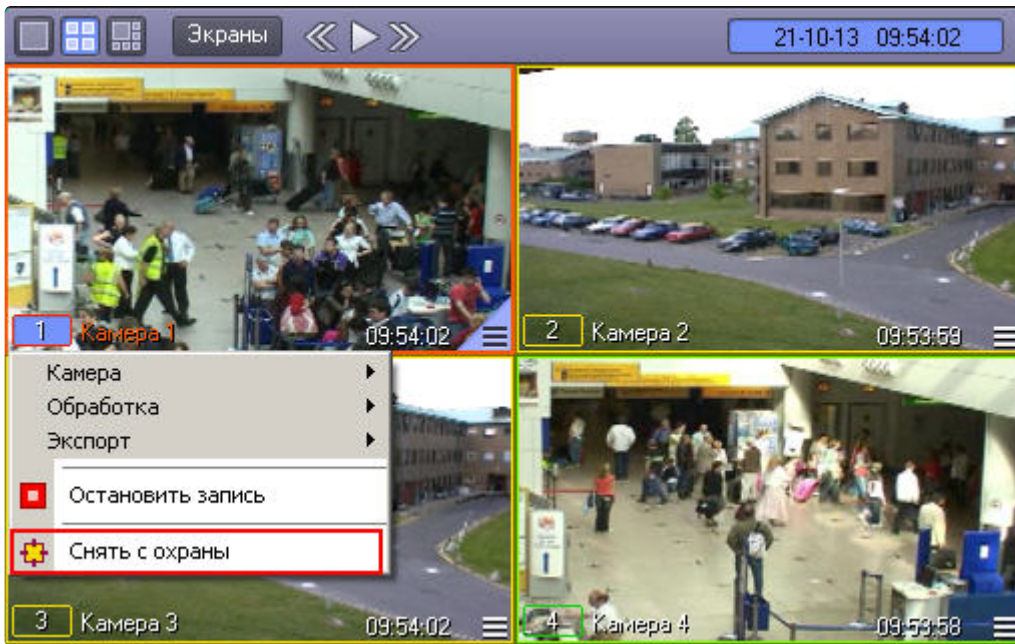 Экраны
21-10-13 09:54:02
1 Камера 1 09:54:02
2 Камера 2 09:53:59
Камера
Обработка
Экспорт
Остановить запись
Снять с охраны
3 Камера 3 09:54:02
4 Камера 4 09:53:58